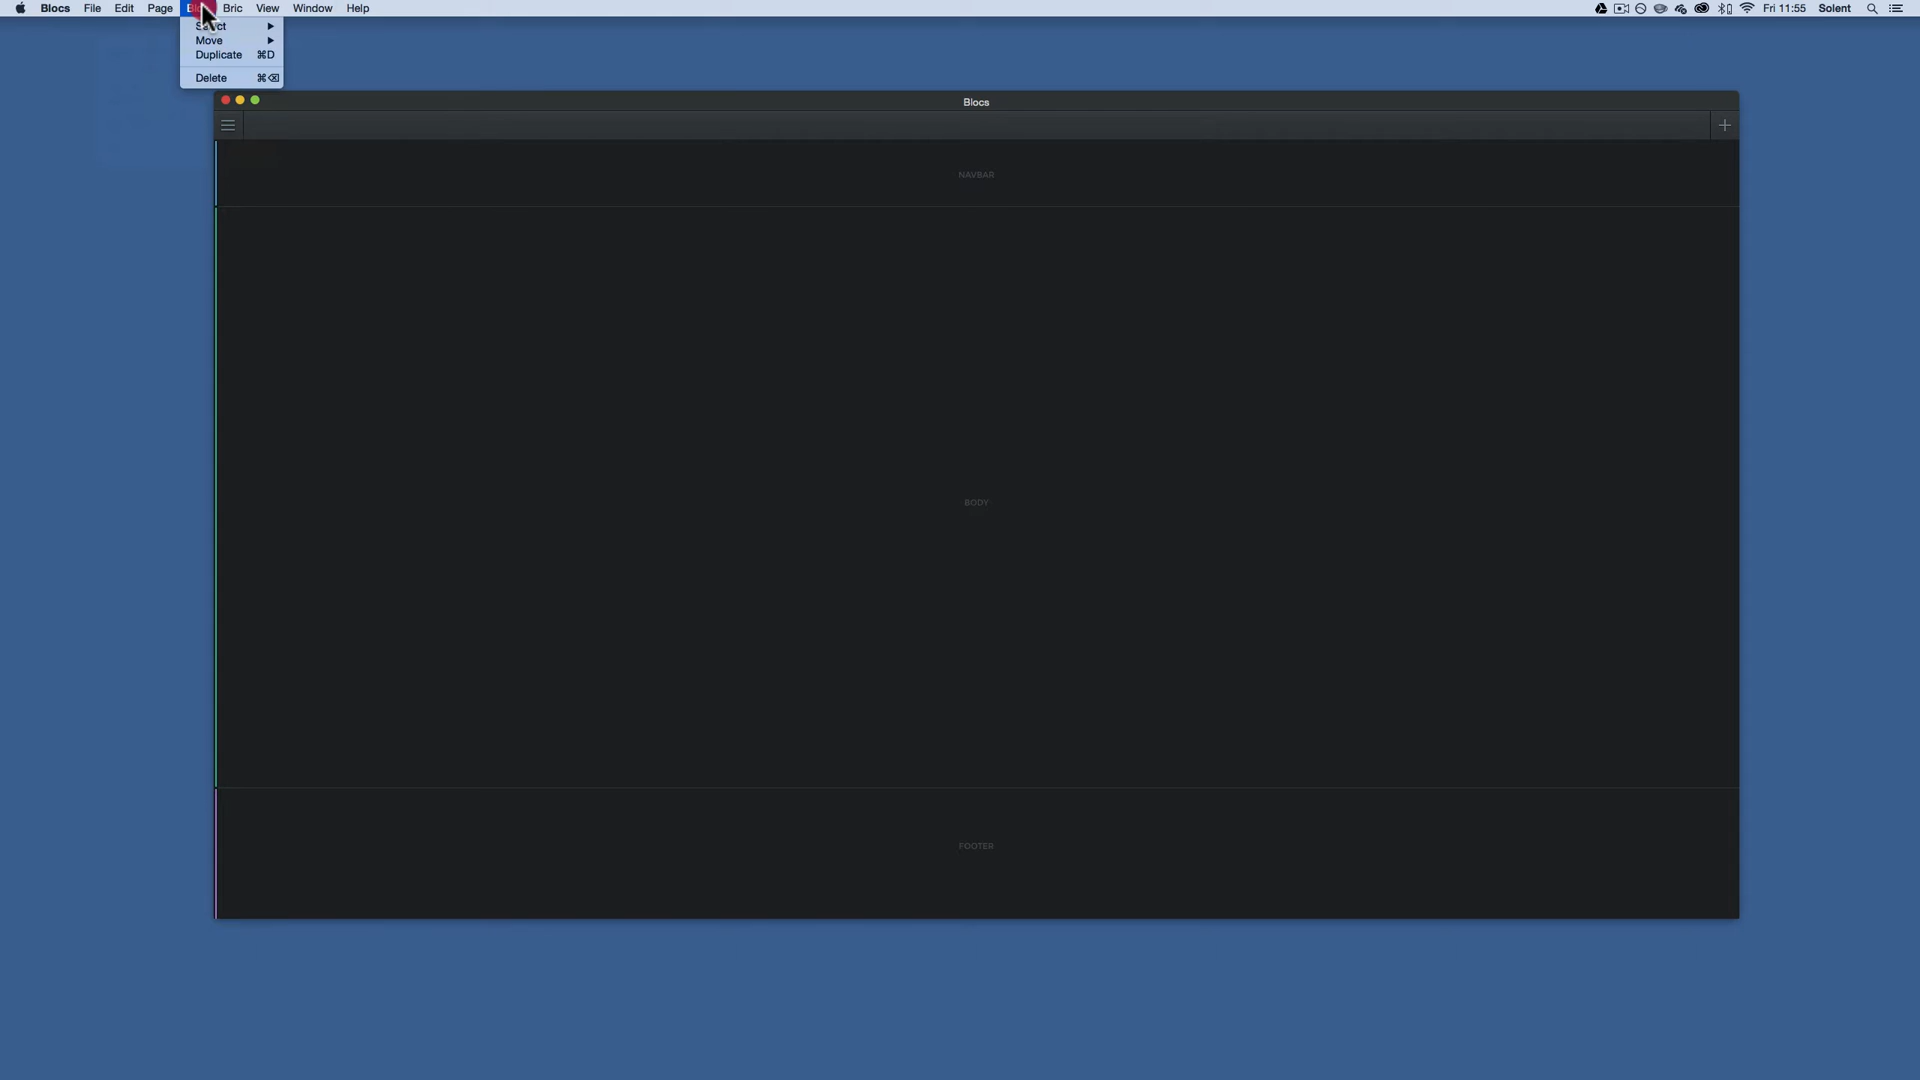 Blocs File Edit Page Bric View Window Help Fri 11:55 Solent
Move
Duplicate ⌘D
Delete ⌘⌫
Blocs
NAVBAR
BODY
FOOTER